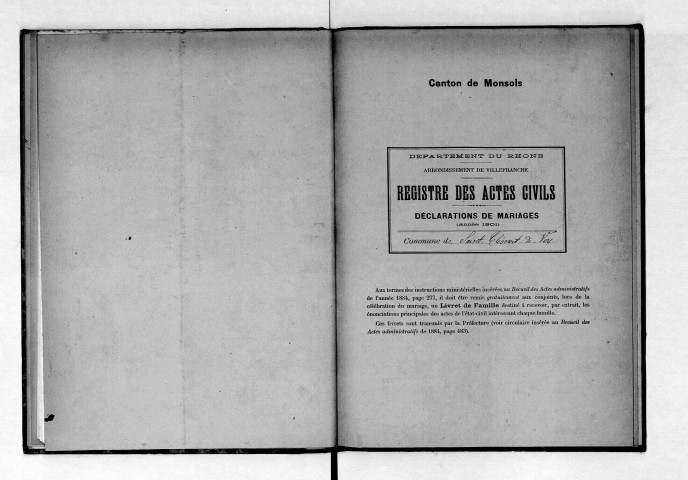 Canton de Monsols
DÉPARTEMENT DU RHONE
ARRONDISSEMENT DE VILLEFRANCHE
REGISTRE DES ACTES CIVILS
DÉCLARATIONS DE MARIAGES
(Année 1901)
Commune de Saint Clément de Vers
Aux termes des instructions ministérielles insérées au Recueil des Actes administratifs
de l'année 1884, page 277, il doit être remis gratuitement aux conjoints, lors de la
célébration du mariage, un Livret de Famille destiné à recevoir, par extrait, les
énonciations principales des actes de l'état-civil intéressant chaque famille.
Ces livrets sont transmis par la Préfecture (voir circulaire insérée au Recueil des
Actes administratifs de 1884, page 483).